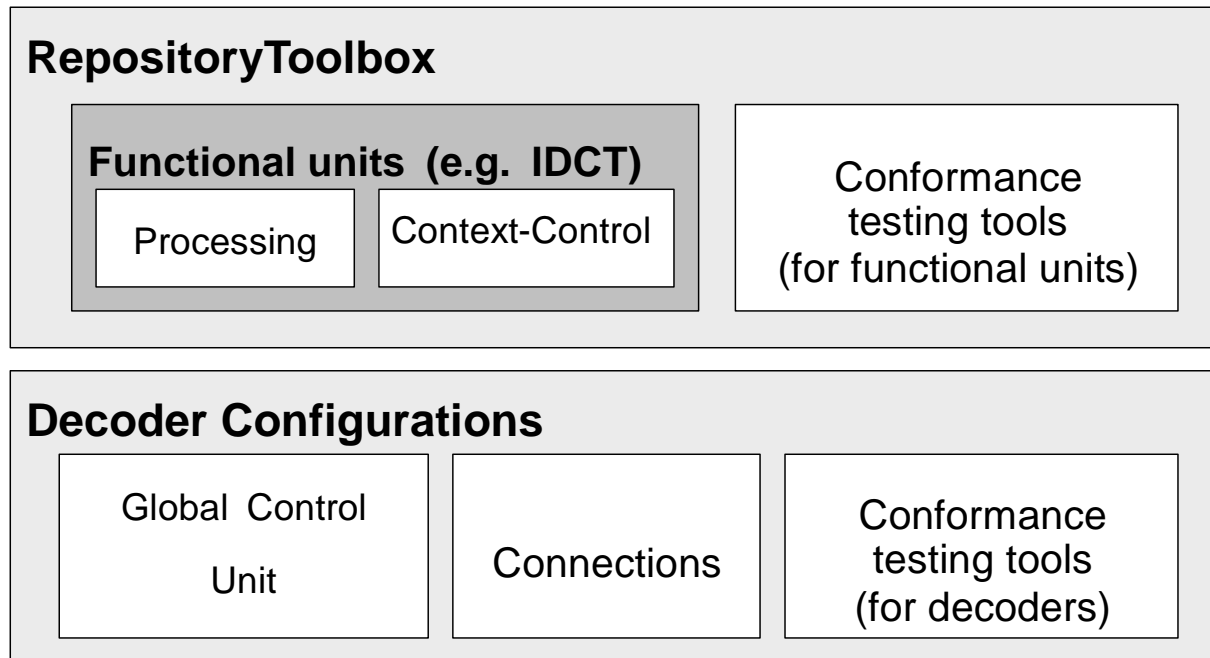 RepositoryToolbox
Functional units (e.g. IDCT)
Processing
Context-Control
Conformance
testing tools
(for functional units)
Decoder Configurations
Global Control
Unit
Connections
Conformance
testing tools
(for decoders)